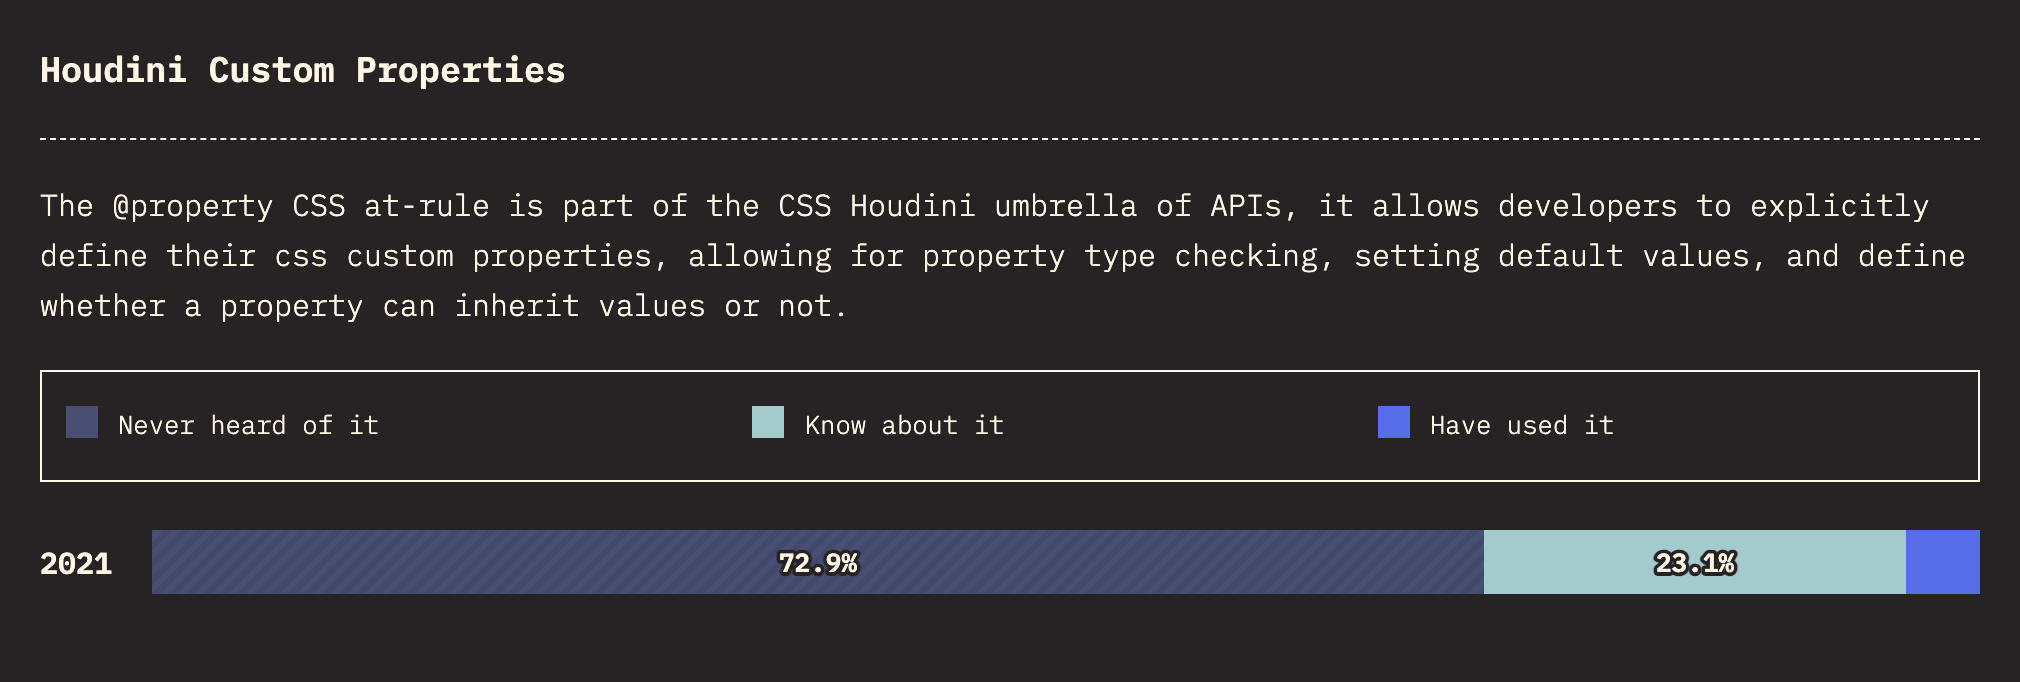 Houdini Custom Properties
The @property CSS at-rule is part of the CSS Houdini umbrella of APIs, it allows developers to explicitly
define their css custom properties, allowing for property type checking, setting default values, and define
whether a property can inherit values or not.
Never heard of it Know about it Have used it
2021 72.9% 23.1%